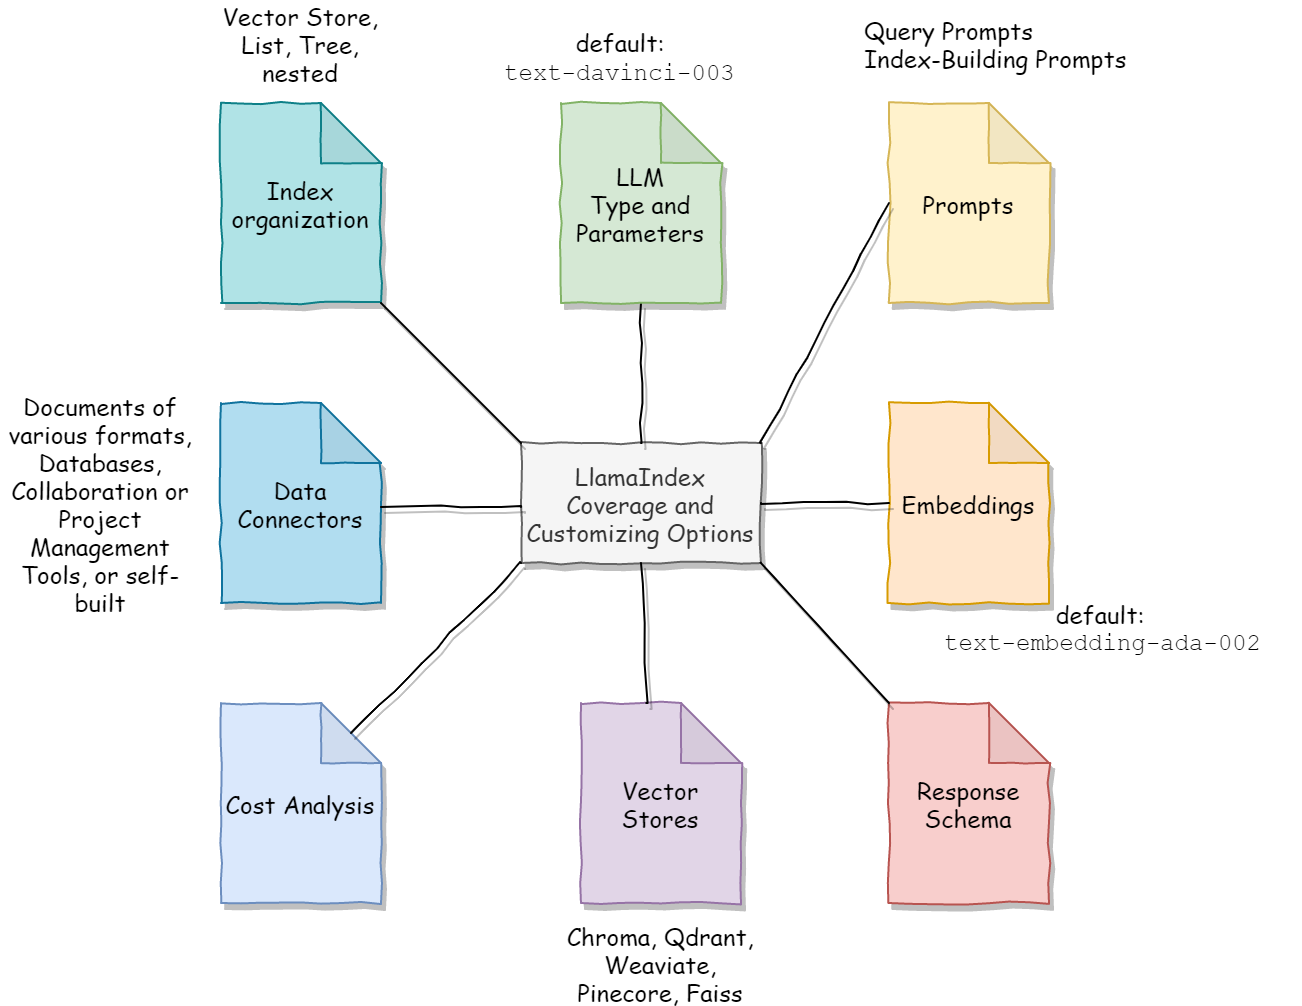 Vector Store,
List, Tree,
nested
default:
text-davinci-003
Query Prompts
Index-Building Prompts
Index
organization
LLM
Type and
Parameters
Prompts
Documents of
various formats,
Databases,
Collaboration or
Project
Management
Tools, or self-
built
Data
Connectors
LlamaIndex
Coverage and
Customizing Options
Embeddings
default:
text-embedding-ada-002
Cost Analysis
Vector
Stores
Response
Schema
Chroma, Qdrant,
Weaviate,
Pinecore, Faiss